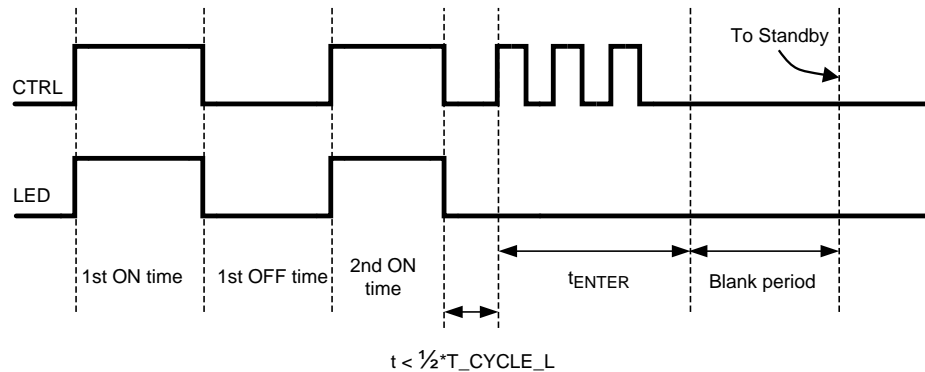 To Standby
CTRL
LED
1st ON time
1st OFF time
2nd ON
time
tENTER
Blank period
t < ½*T_CYCLE_L